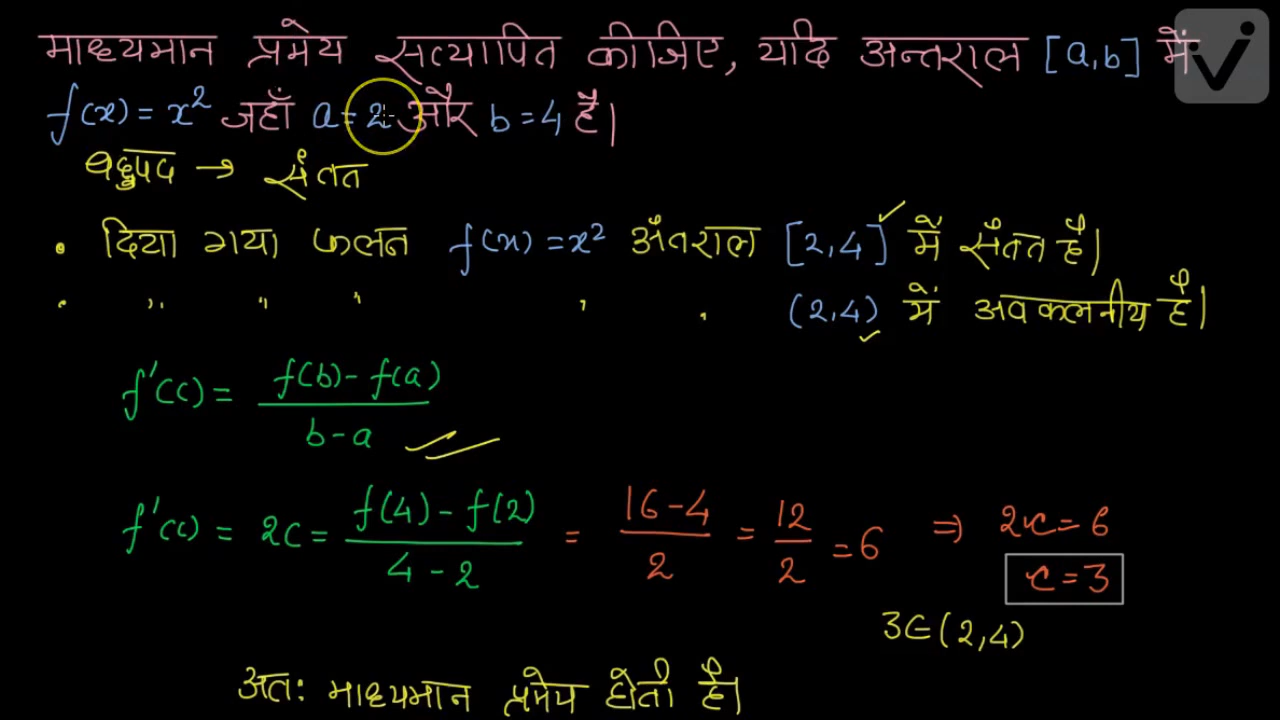 माध्यमान प्रमेय सत्यापित कीजिए, यदि अन्तराल [a,b] में
f(x) = x² जहाँ a = 2 और b = 4 है।
बहुपद → संतत
• दिया गया फलन f(x) = x² अंतराल [2,4] में संतत है।
• ,, ,, ,, ,, ,, (2,4) में अवकलनीय है।
f'(c) = f(b) - f(a) / b - a
f'(c) = 2c = f(4) - f(2) / 4 - 2 = 16 - 4 / 2 = 12 / 2 = 6 ⇒ 2c = 6
c = 3
3∈(2,4)
अतः माध्यमान प्रमेय होती है।